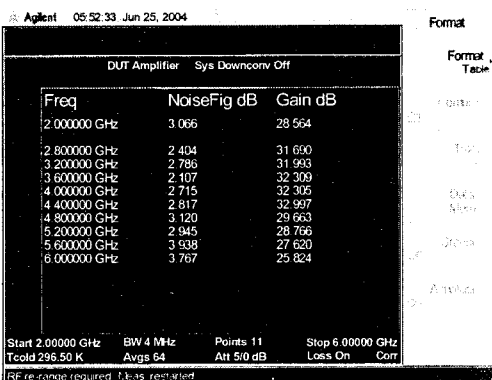 Agilent 05:52:33 Jun 25, 2004
Format
DUT Amplifier Sys Downconv Off
Format
Table
Freq NoiseFig dB Gain dB
2.000000 GHz 3.066 28.564
2.800000 GHz 2.404 31.690
3.200000 GHz 2.786 31.993
3.600000 GHz 2.107 32.309
4.000000 GHz 2.715 32.305
4.400000 GHz 2.817 32.997
4.800000 GHz 3.120 29.663
5.200000 GHz 2.945 28.766
5.600000 GHz 3.938 27.620
6.000000 GHz 3.767 25.824
Start 2.00000 GHz BW 4 MHz Points 11 Stop 6.00000 GHz
Tcold 296.50 K Avgs 64 Att 5/0 dB Loss On Corr
RF re-range required. Meas. restarted